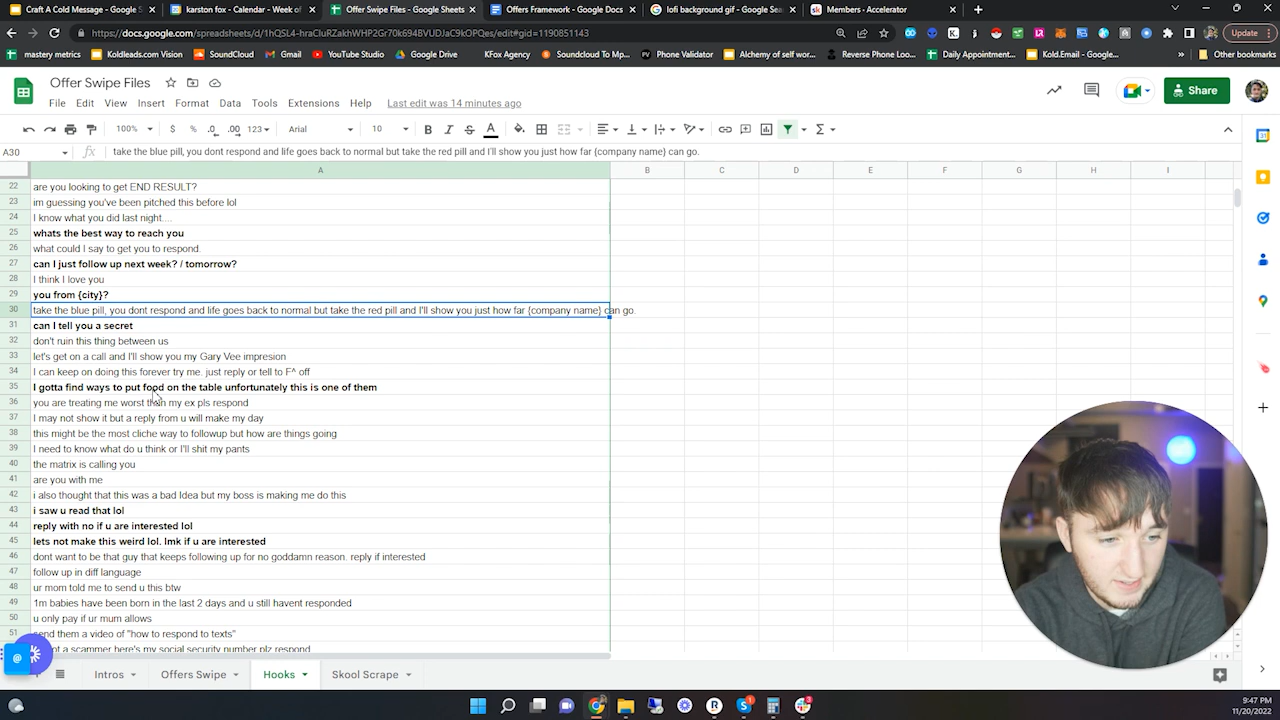 Craft A Cold Message - Google S
karston fox - Calendar - Week of
Offer Swipe Files - Google Sheets
Offers Framework - Google Docs
lofi background gif - Google Sea
Members - Accelerator
docs.google.com/spreadsheets/d/1hQSL4-hraCluRZakhWHP2Gr70k694BVUDJaC9kOPQes/edit#gid=1190851143
Update
mastery metrics
Koldleads.com Vision
SoundCloud
Gmail
YouTube Studio
Google Drive
KFox Agency
Soundcloud To Mp...
Phone Validator
Alchemy of self wor...
Reverse Phone Loo...
Daily Appointment...
Kold.Email - Google...
Other bookmarks
Offer Swipe Files
File Edit View Insert Format Data Tools Extensions Help Last edit was 14 minutes ago
Share
100% $ % .0 .00 123 Arial 10 B I S A
A30 fx take the blue pill, you dont respond and life goes back to normal but take the red pill and I'll show you just how far {company name} can go.
A B C D E F G H I
22 are you looking to get END RESULT?
23 im guessing you've been pitched this before lol
24 I know what you did last night....
25 whats the best way to reach you
26 what could I say to get you to respond.
27 can I just follow up next week? / tomorrow?
28 I think I love you
29 you from {city}?
30 take the blue pill, you dont respond and life goes back to normal but take the red pill and I'll show you just how far {company name} can go.
31 can I tell you a secret
32 don't ruin this thing between us
33 let's get on a call and I'll show you my Gary Vee impresion
34 I can keep on doing this forever try me. just reply or tell to F^ off
35 I gotta find ways to put food on the table unfortunately this is one of them
36 you are treating me worst than my ex pls respond
37 I may not show it but a reply from u will make my day
38 this might be the most cliche way to followup but how are things going
39 I need to know what do u think or I'll shit my pants
40 the matrix is calling you
41 are you with me
42 i also thought that this was a bad Idea but my boss is making me do this
43 i saw u read that lol
44 reply with no if u are interested lol
45 lets not make this weird lol. lmk if u are interested
46 dont want to be that guy that keeps following up for no goddamn reason. reply if interested
47 follow up in diff language
48 ur mom told me to send u this btw
49 1m babies have been born in the last 2 days and u still havent responded
50 u only pay if ur mum allows
51 send them a video of "how to respond to texts"
a scammer here's my social security number plz respond
Intros
Offers Swipe
Hooks
Skool Scrape
9:47 PM
11/20/2022